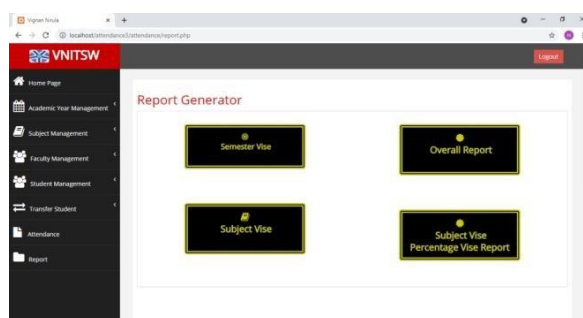 Vignan Nirula
localhost/attendance3/attendance/report.php
VNITSW
Logout
Home Page
Academic Year Management
Subject Management
Faculty Management
Student Management
Transfer Student
Attendance
Report
Report Generator
Semester Vise
Overall Report
Subject Vise
Subject Vise
Percentage Vise Report